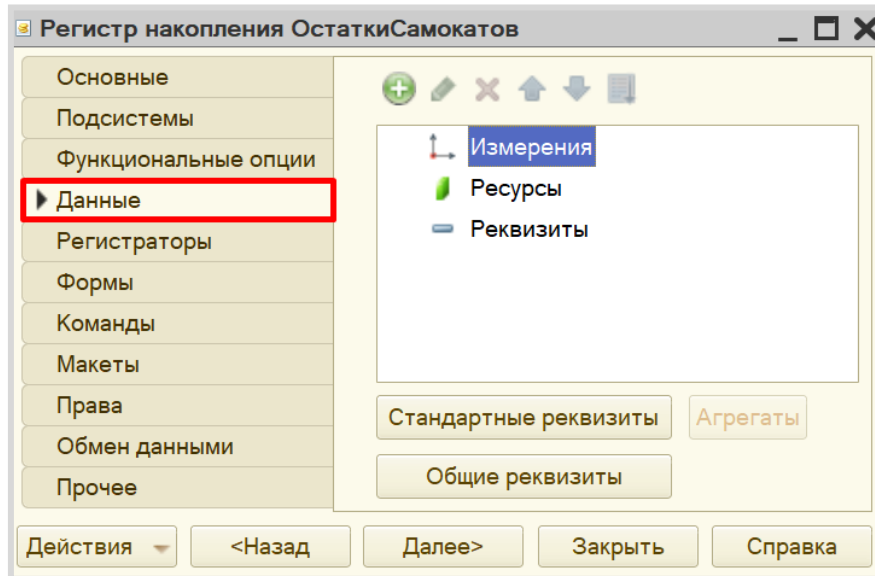 Регистр накопления ОстаткиСамокатов
Основные
Подсистемы
Функциональные опции
Данные
Регистраторы
Формы
Команды
Макеты
Права
Обмен данными
Прочее
Измерения
Ресурсы
Реквизиты
Стандартные реквизиты
Агрегаты
Общие реквизиты
Действия
<Назад
Далее>
Закрыть
Справка